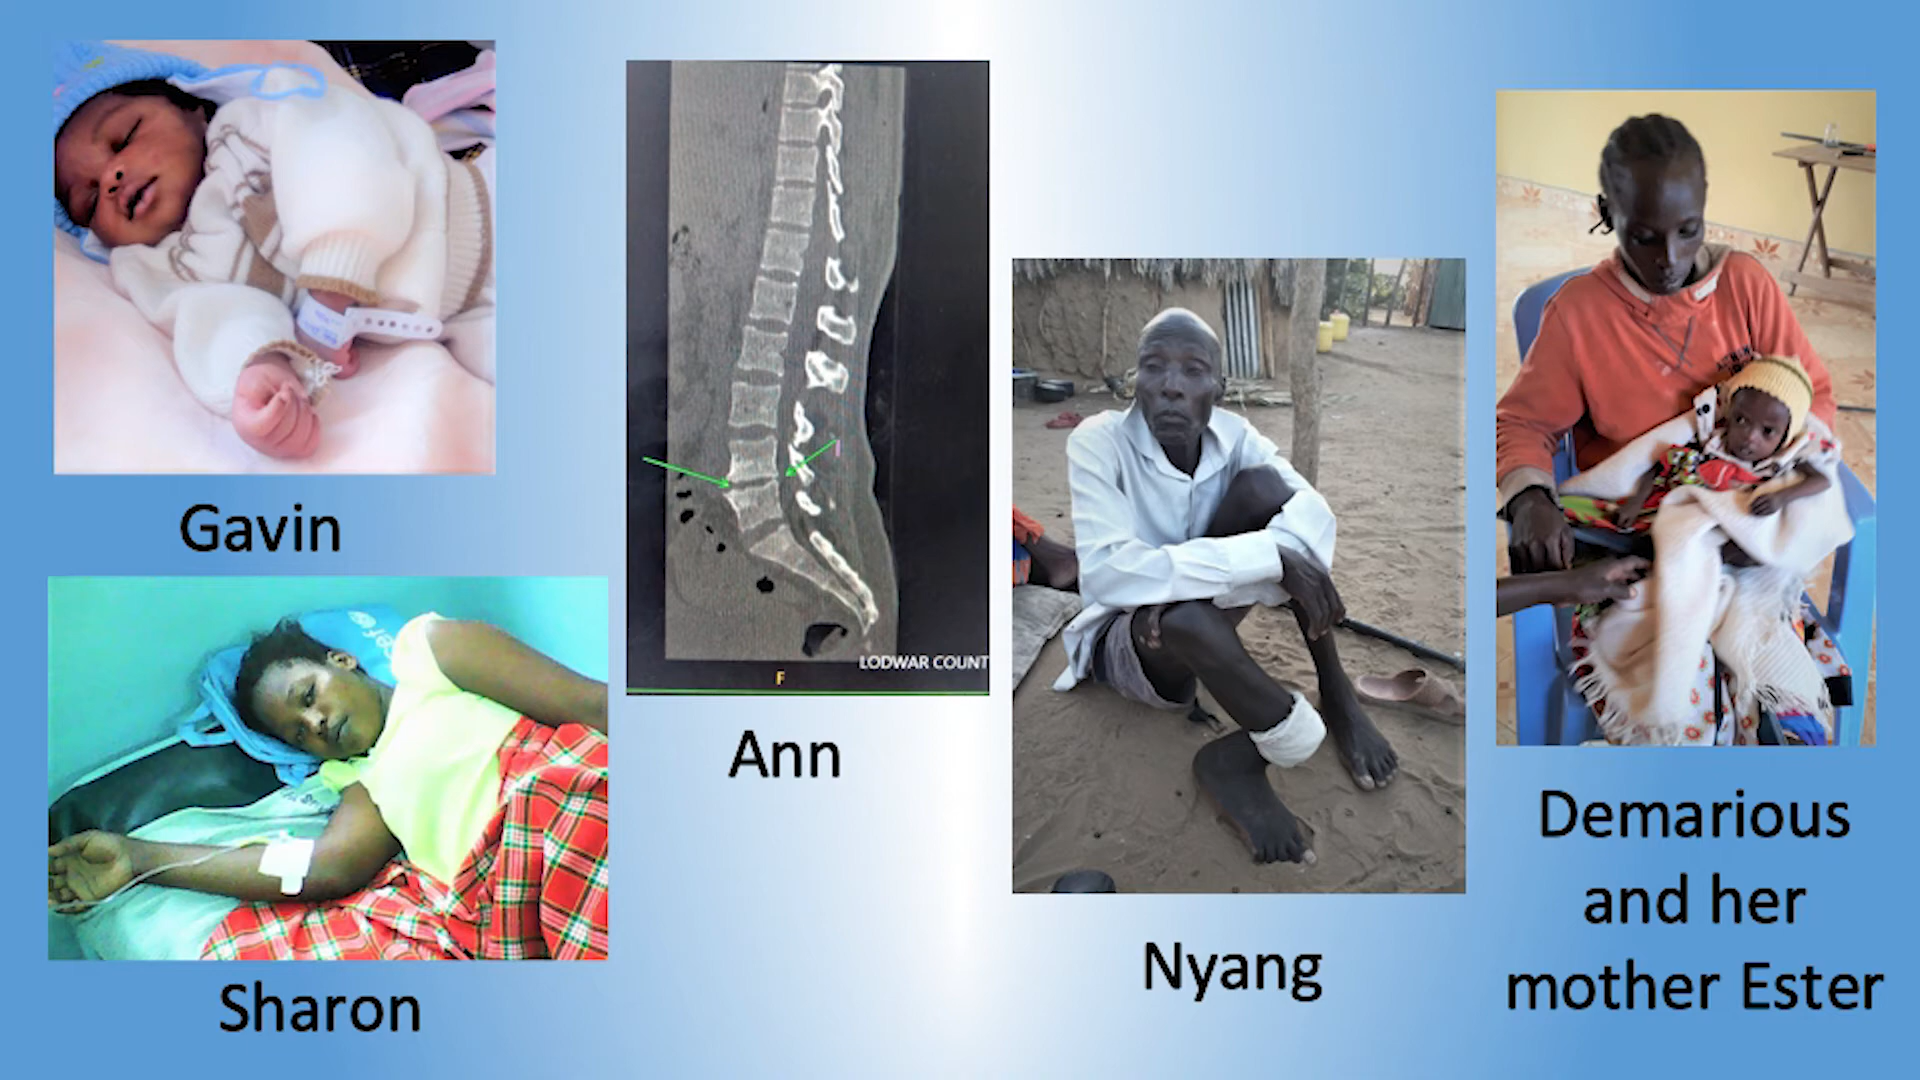 Gavin
Sharon
LODWAR COUNT
F
Ann
Nyang
Demarious
and her
mother Ester